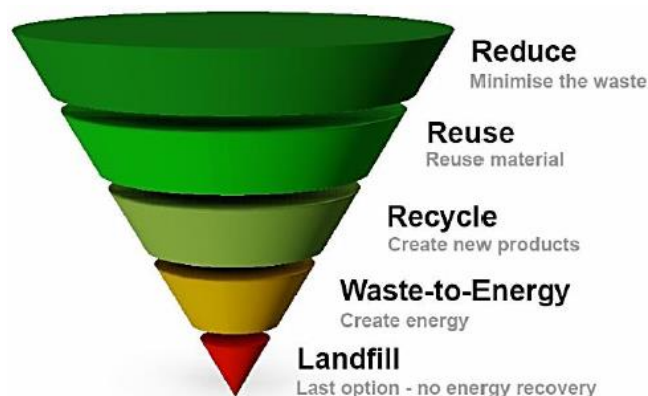 Reduce
Minimise the waste
Reuse
Reuse material
Recycle
Create new products
Waste-to-Energy
Create energy
Landfill
Last option - no energy recovery